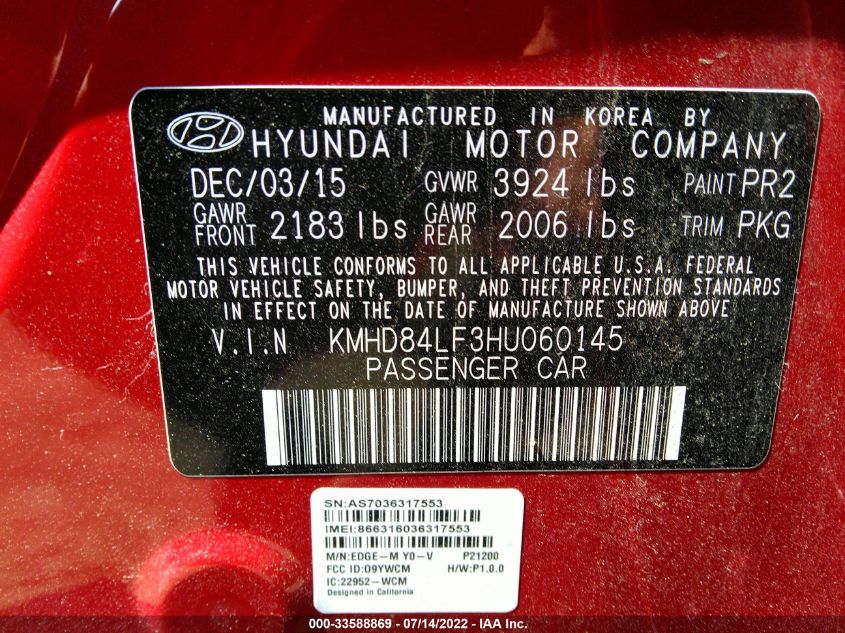 MANUFACTURED IN KOREA BY
HYUNDAI MOTOR COMPANY
DEC/03/15 GVWR 3924 lbs PAINT PR2
GAWR FRONT 2183 lbs GAWR REAR 2006 lbs TRIM PKG
THIS VEHICLE CONFORMS TO ALL APPLICABLE U.S.A. FEDERAL
MOTOR VEHICLE SAFETY, BUMPER, AND THEFT PREVENTION STANDARDS
IN EFFECT ON THE DATE OF MANUFACTURE SHOWN ABOVE
V.I.N KMHD84LF3HU060145
PASSENGER CAR
SN:AS7036317553
IMEI:866316036317553
M/N:EDGE-M Y0-V P21200
FCC ID:O9YWCM H/W:P1.0.0
IC:22952-WCM
Designed in California
000-33588869 - 07/14/2022 - IAA Inc.